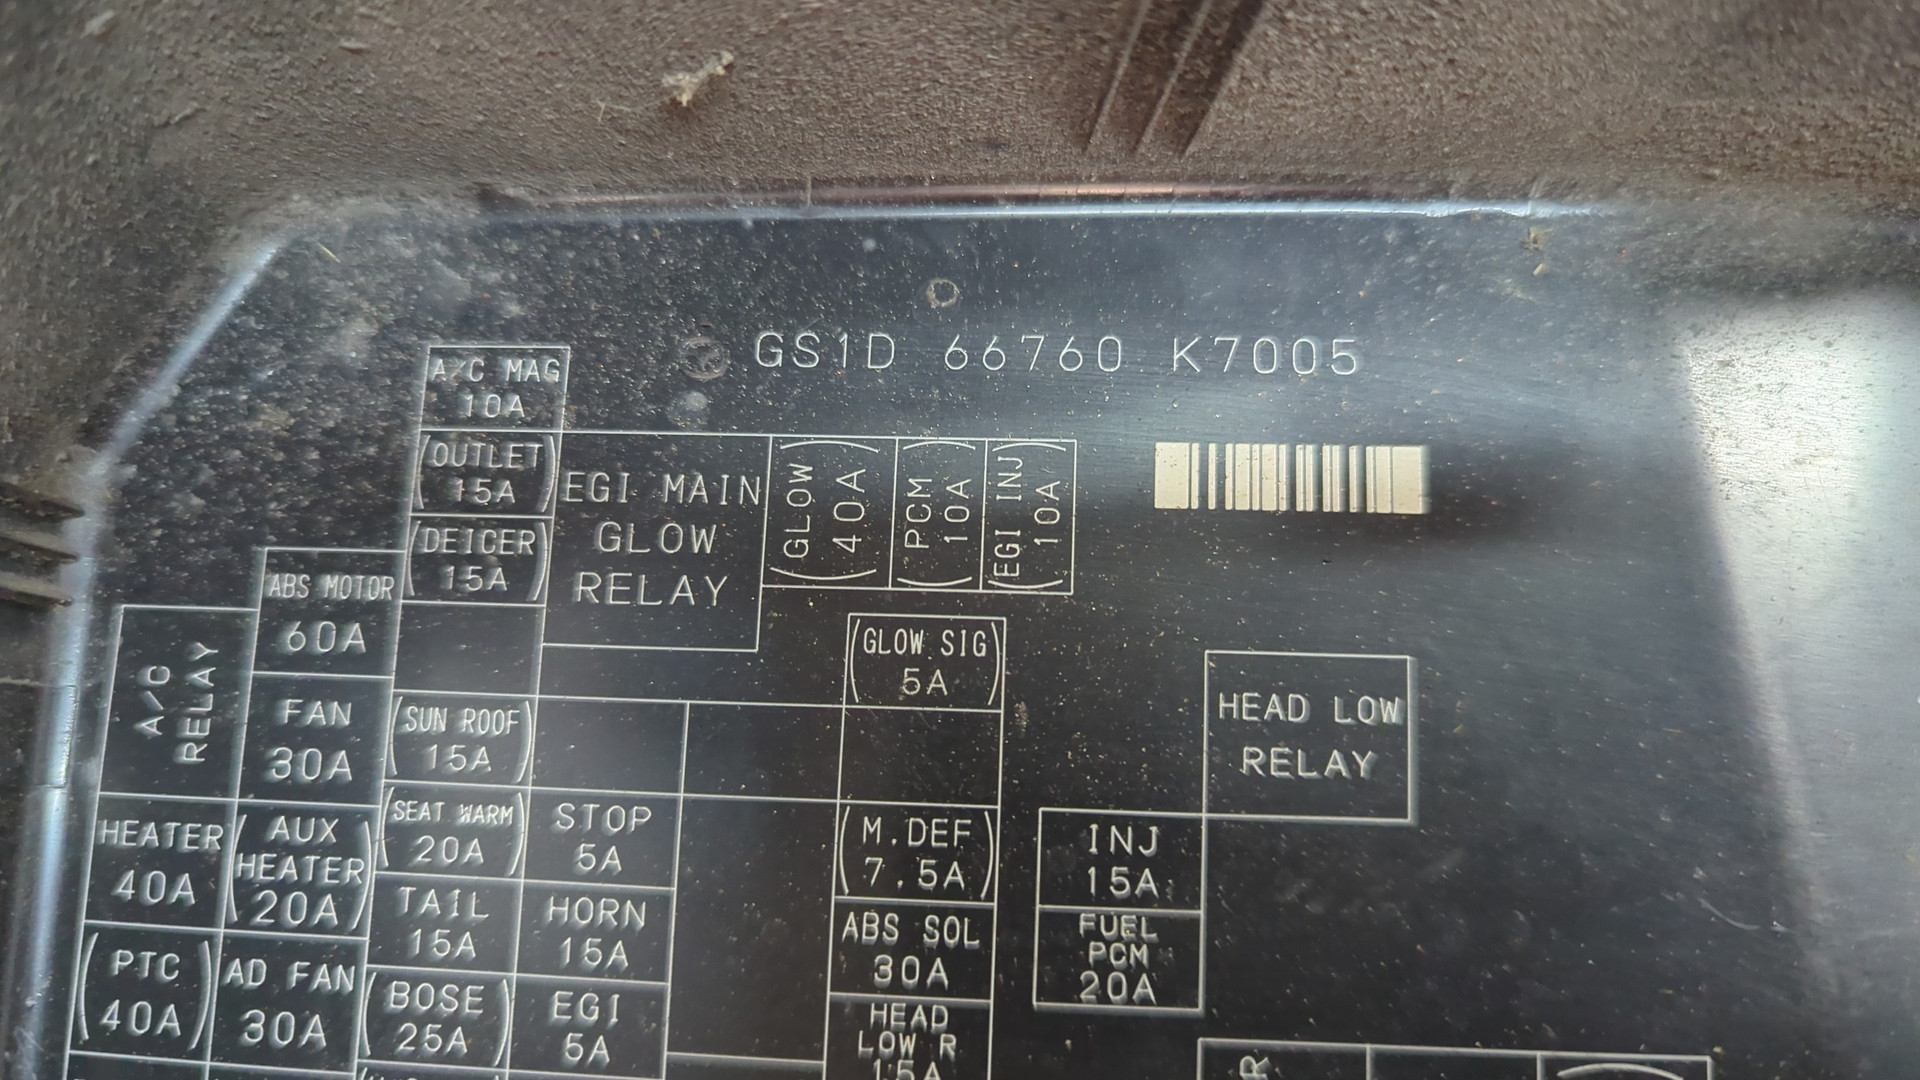 GS1D 66760 K7005
A/C MAG
10A
(OUTLET)
15A
(DEICER)
15A
EGI MAIN
GLOW
RELAY
(GLOW)
(40A)
(PCM)
(10A)
(EGI INJ)
(10A)
ABS MOTOR
60A
A/C
RELAY
FAN
30A
(SUN ROOF)
15A
(GLOW SIG)
5A
HEAD LOW
RELAY
HEATER
40A
(AUX
HEATER)
20A
(SEAT WARM)
20A
STOP
5A
(M.DEF)
7.5A
INJ
15A
TAIL
15A
HORN
15A
ABS SOL
30A
FUEL
PCM
20A
(PTC)
40A
AD FAN
30A
(BOSE)
25A
EGI
5A
HEAD
LOW R
15A